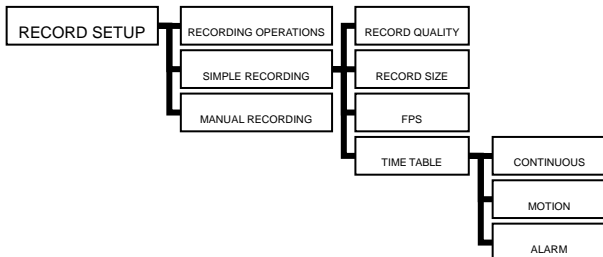 RECORD SETUP
RECORDING OPERATIONS
RECORD QUALITY
SIMPLE RECORDING
RECORD SIZE
MANUAL RECORDING
FPS
TIME TABLE
CONTINUOUS
MOTION
ALARM